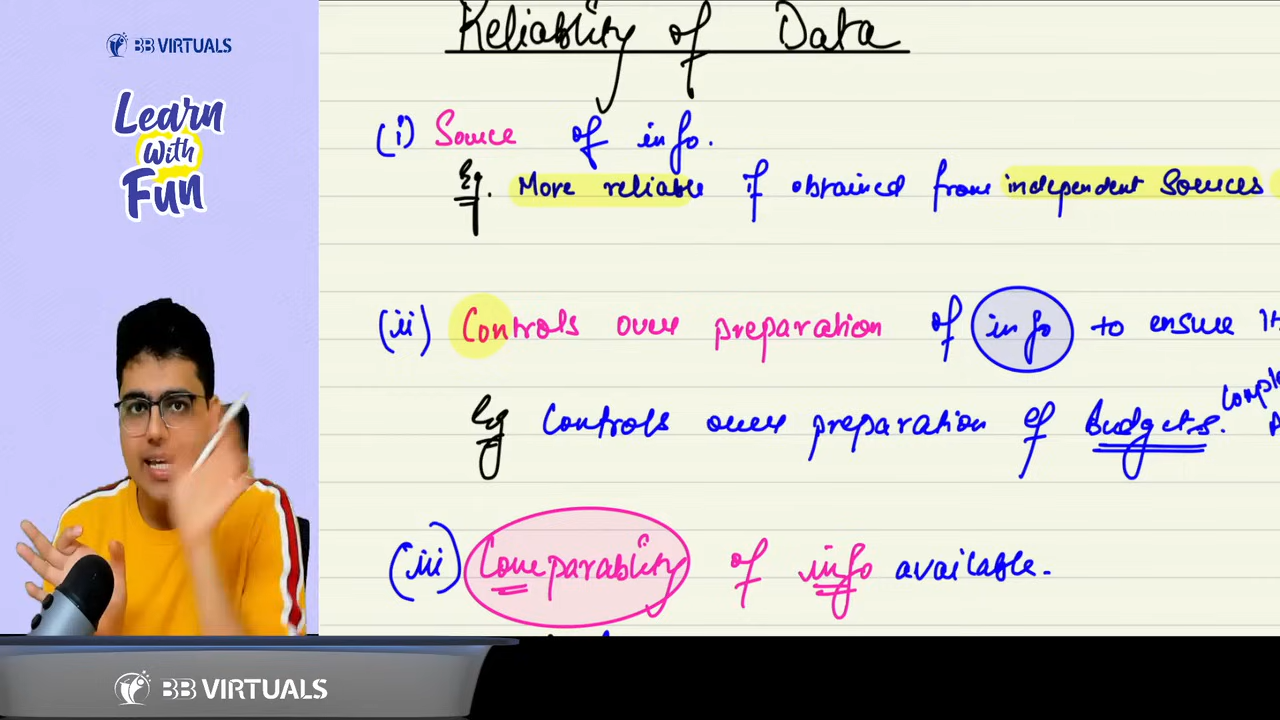 BB VIRTUALS
Learn
With
Fun
Reliablity of Data
(i) Source of info.
Eg. More reliable if obtained from independent Sources
(ii) Controls over preparation of info to ensure
Eg Controls over preparation of Budgets.
(iii) Comparablity of info available.
BB VIRTUALS